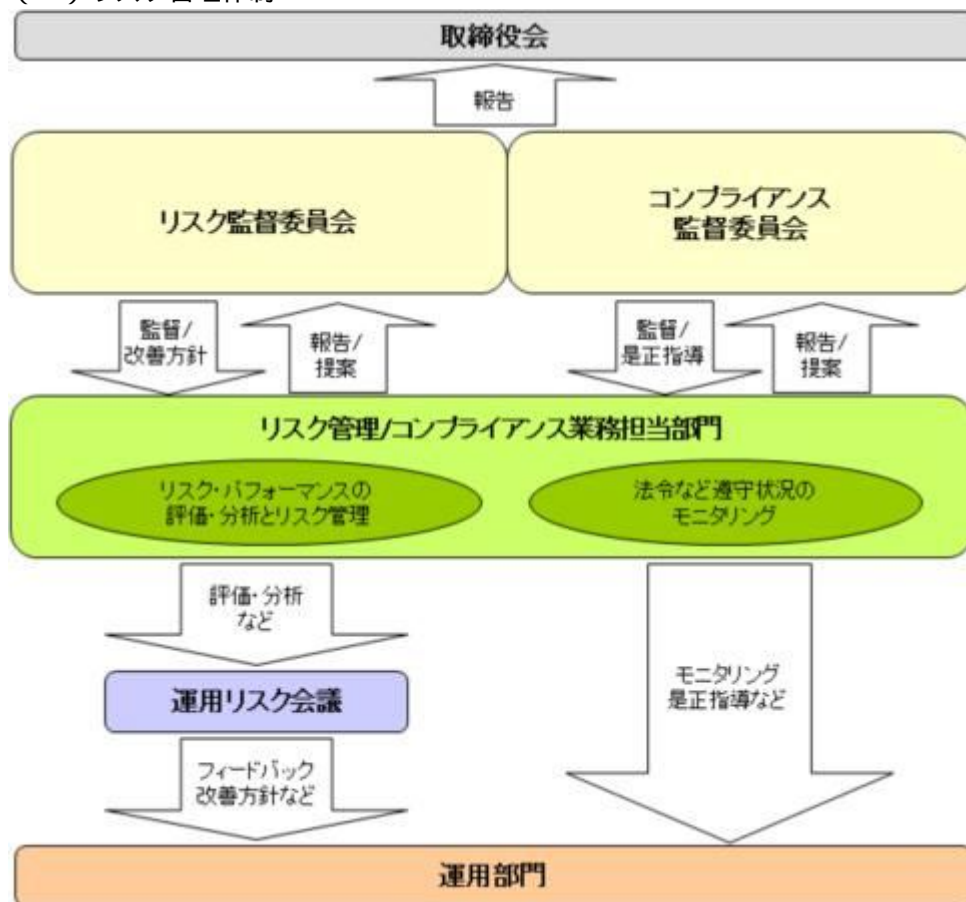 取締役会
報告
リスク監督委員会
コンプライアンス
監督委員会
監督/
改善方針
報告/
提案
監督/
是正指導
報告/
提案
リスク管理/コンプライアンス業務担当部門
リスク・パフォーマンスの
評価・分析とリスク管理
法令など遵守状況の
モニタリング
評価・分析
など
運用リスク会議
モニタリング
是正指導など
フィードバック
改善方針など
運用部門